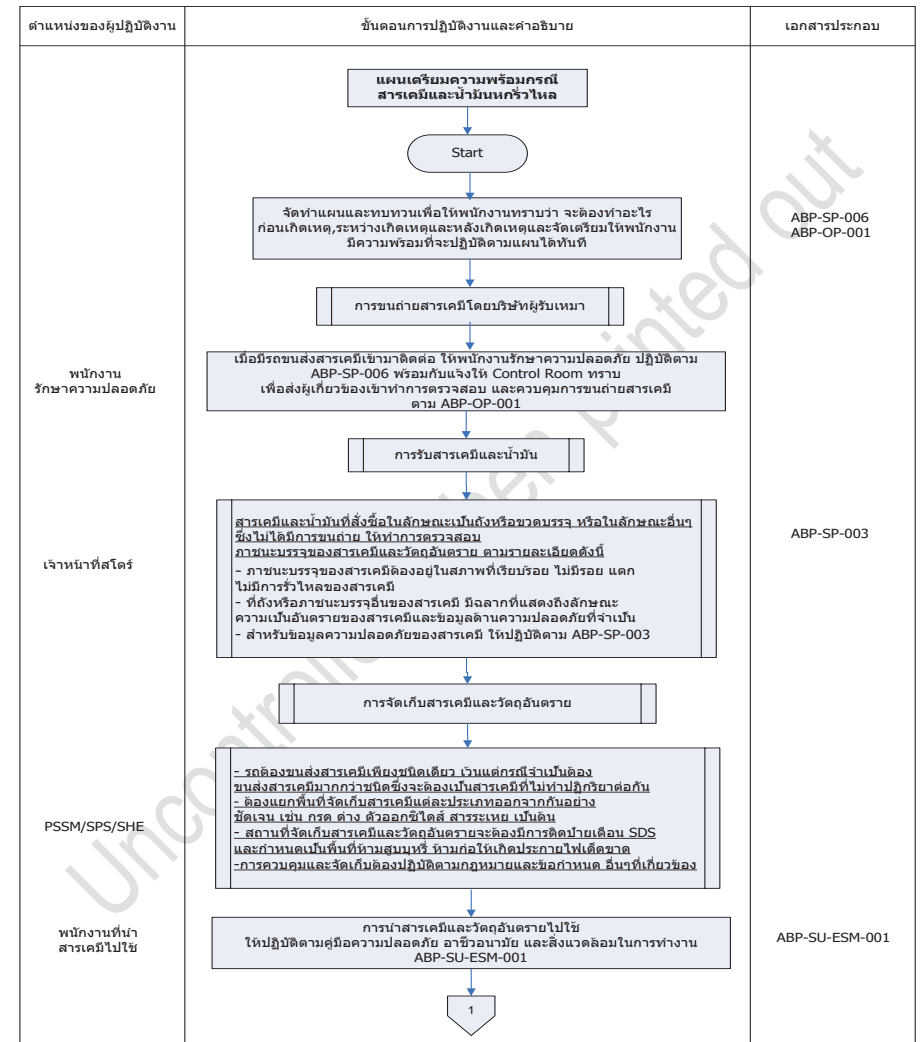 ตำแหน่งของผู้ปฏิบัติงาน
ขั้นตอนการปฏิบัติงานและคำอธิบาย
เอกสารประกอบ
แผนเตรียมความพร้อมกรณี
สารเคมีและน้ำมันหกรั่วไหล
Start
จัดทำแผนและทบทวนเพื่อให้พนักงานทราบว่า จะต้องทำอะไร
ก่อนเกิดเหตุ,ระหว่างเกิดเหตุและหลังเกิดเหตุและจัดเตรียมให้พนักงาน
มีความพร้อมที่จะปฏิบัติตามแผนได้ทันที
ABP-SP-006
ABP-OP-001
การขนถ่ายสารเคมีโดยบริษัทผู้รับเหมา
พนักงาน
รักษาความปลอดภัย
เมื่อมีรถขนส่งสารเคมีเข้ามาติดต่อ ให้พนักงานรักษาความปลอดภัย ปฏิบัติตาม
ABP-SP-006 พร้อมกับแจ้งให้ Control Room ทราบ
เพื่อส่งผู้เกี่ยวข้องเข้าทำการตรวจสอบ และควบคุมการขนถ่ายสารเคมี
ตาม ABP-OP-001
การรับสารเคมีและน้ำมัน
เจ้าหน้าที่สโตร์
สารเคมีและน้ำมันที่สั่งซื้อในลักษณะเป็นถังหรือขวดบรรจุ หรือในลักษณะอื่นๆ
ซึ่งไม่ได้มีการขนถ่าย ให้ทำการตรวจสอบ
ภาชนะบรรจุของสารเคมีและวัตถุอันตราย ตามรายละเอียดดังนี้
- ภาชนะบรรจุของสารเคมีต้องอยู่ในสภาพที่เรียบร้อย ไม่มีรอย แตก
ไม่มีการรั่วไหลของสารเคมี
- ที่ถังหรือภาชนะบรรจุอื่นของสารเคมี มีฉลากที่แสดงถึงลักษณะ
ความเป็นอันตรายของสารเคมีและข้อมูลด้านความปลอดภัยที่จำเป็น
- สำหรับข้อมูลความปลอดภัยของสารเคมี ให้ปฏิบัติตาม ABP-SP-003
ABP-SP-003
การจัดเก็บสารเคมีและวัตถุอันตราย
PSSM/SPS/SHE
- รถต้องขนส่งสารเคมีเพียงชนิดเดียว เว้นแต่กรณีจำเป็นต้อง
ขนส่งสารเคมีมากกว่าชนิดซึ่งจะต้องเป็นสารเคมีที่ไม่ทำปฏิกริยาต่อกัน
- ต้องแยกพื้นที่จัดเก็บสารเคมีแต่ละประเภทออกจากกันอย่าง
ชัดเจน เช่น กรด ด่าง ตัวออกซิไดส์ สารระเหย เป็นต้น
- สถานที่จัดเก็บสารเคมีและวัตถุอันตรายจะต้องมีการติดป้ายเตือน SDS
และกำหนดเป็นพื้นที่ห้ามสูบบุหรี่ ห้ามก่อให้เกิดประกายไฟเด็ดขาด
-การควบคุมและจัดเก็บต้องปฏิบัติตามกฎหมายและข้อกำหนด อื่นๆที่เกี่ยวข้อง
พนักงานที่นำ
สารเคมีไปใช้
การนำสารเคมีและวัตถุอันตรายไปใช้
ให้ปฏิบัติตามคู่มือความปลอดภัย อาชีวอนามัย และสิ่งแวดล้อมในการทำงาน
ABP-SU-ESM-001
ABP-SU-ESM-001
1